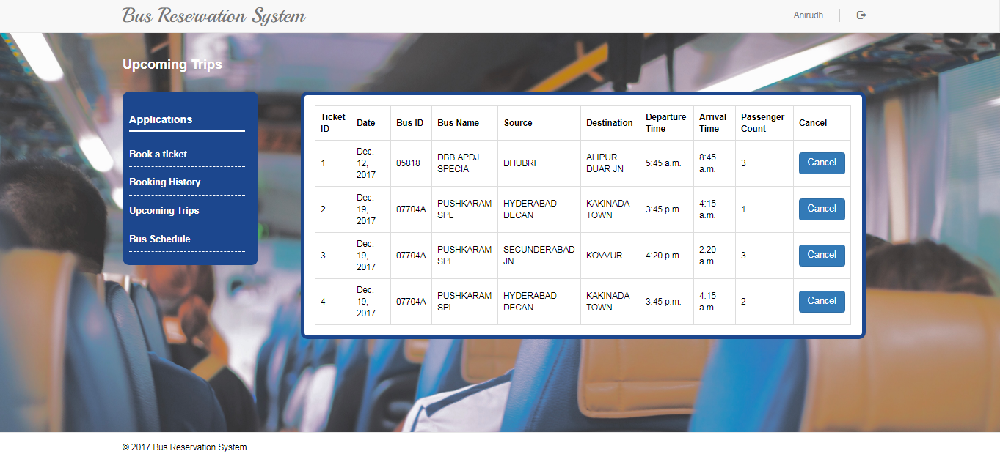 Bus Reservation System
Anirudh
Upcoming Trips
Applications
Book a ticket
Booking History
Upcoming Trips
Bus Schedule
Ticket ID Date Bus ID Bus Name Source Destination Departure Time Arrival Time Passenger Count Cancel
1 Dec. 12, 2017 05818 DBB APDJ SPECIA DHUBRI ALIPUR DUAR JN 5:45 a.m. 8:45 a.m. 3 Cancel
2 Dec. 19, 2017 07704A PUSHKARAM SPL HYDERABAD DECAN KAKINADA TOWN 3:45 p.m. 4:15 a.m. 1 Cancel
3 Dec. 19, 2017 07704A PUSHKARAM SPL SECUNDERABAD JN KOVVUR 4:20 p.m. 2:20 a.m. 3 Cancel
4 Dec. 19, 2017 07704A PUSHKARAM SPL HYDERABAD DECAN KAKINADA TOWN 3:45 p.m. 4:15 a.m. 2 Cancel
© 2017 Bus Reservation System